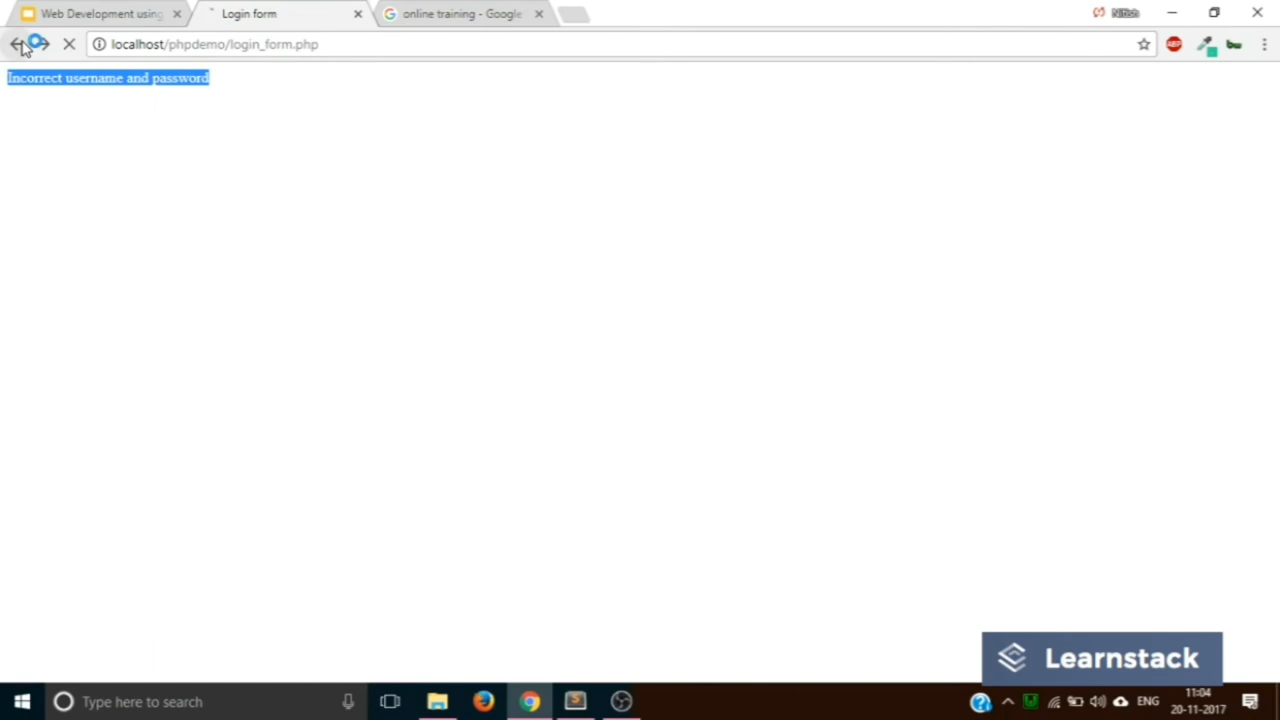 Web Development using
Login form
online training - Google
localhost/phpdemo/login_form.php
ABP
Incorrect username and password
Learnstack
Type here to search
ENG
11:04
20-11-2017